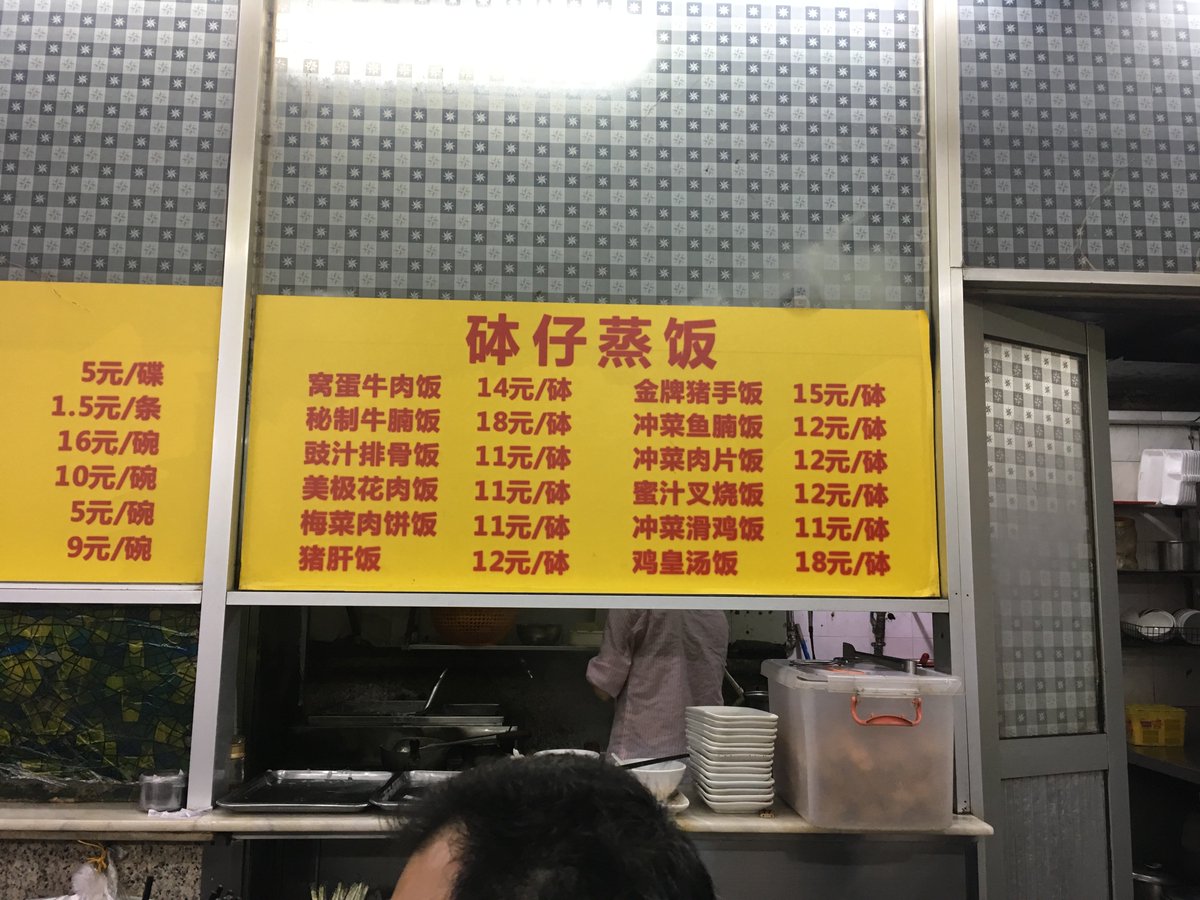 5元/碟
1.5元/条
16元/碗
10元/碗
5元/碗
9元/碗
砵仔蒸饭
窝蛋牛肉饭 14元/砵 金牌猪手饭 15元/砵
秘制牛腩饭 18元/砵 冲菜鱼腩饭 12元/砵
豉汁排骨饭 11元/砵 冲菜肉片饭 12元/砵
美极花肉饭 11元/砵 蜜汁叉烧饭 12元/砵
梅菜肉饼饭 11元/砵 冲菜滑鸡饭 11元/砵
猪肝饭 12元/砵 鸡皇汤饭 18元/砵